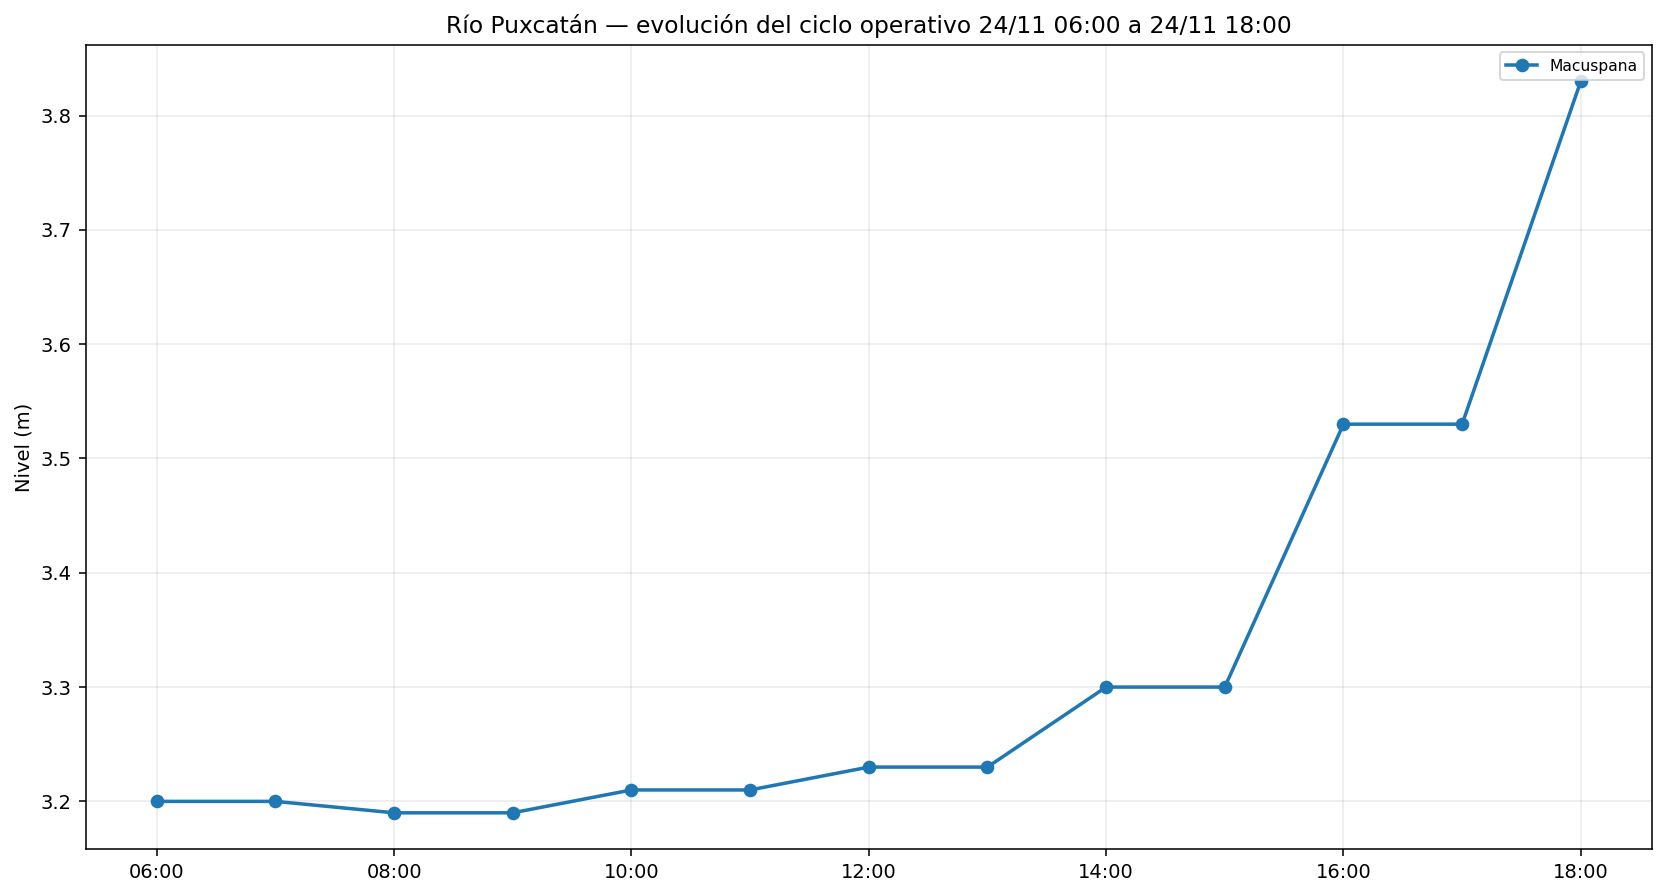 Río Puxcatán — evolución del ciclo operativo 24/11 06:00 a 24/11 18:00
Macuspana
Nivel (m)
3.8
3.7
3.6
3.5
3.4
3.3
3.2
06:00 08:00 10:00 12:00 14:00 16:00 18:00